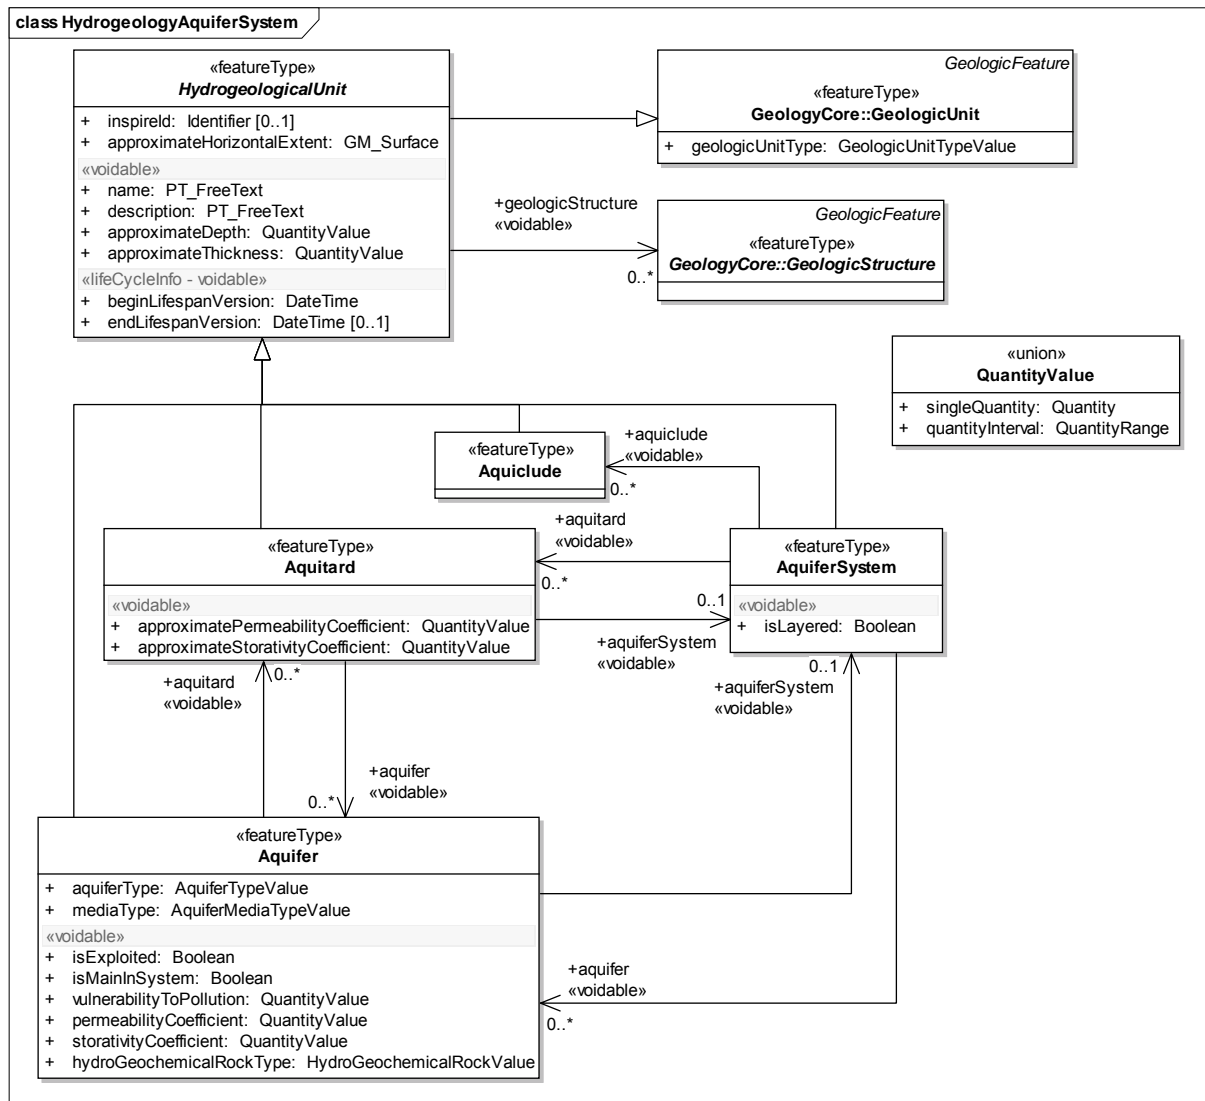 class HydrogeologyAquiferSystem
«featureType»
HydrogeologicalUnit
+ inspireId: Identifier [0..1]
+ approximateHorizontalExtent: GM_Surface
«voidable»
+ name: PT_FreeText
+ description: PT_FreeText
+ approximateDepth: QuantityValue
+ approximateThickness: QuantityValue
«lifeCycleInfo - voidable»
+ beginLifespanVersion: DateTime
+ endLifespanVersion: DateTime [0..1]
GeologicFeature
«featureType»
GeologyCore::GeologicUnit
+ geologicUnitType: GeologicUnitTypeValue
+geologicStructure
«voidable»
0..*
GeologicFeature
«featureType»
GeologyCore::GeologicStructure
«union»
QuantityValue
+ singleQuantity: Quantity
+ quantityInterval: QuantityRange
«featureType»
Aquiclude
+aquiclude
«voidable»
0..*
+aquitard
«voidable»
0..*
«featureType»
Aquitard
«voidable»
+ approximatePermeabilityCoefficient: QuantityValue
+ approximateStorativityCoefficient: QuantityValue
«featureType»
AquiferSystem
«voidable»
+ isLayered: Boolean
0..1
+aquiferSystem
«voidable»
0..1
+aquiferSystem
«voidable»
+aquitard
«voidable»
0..*
+aquifer
«voidable»
0..*
«featureType»
Aquifer
+ aquiferType: AquiferTypeValue
+ mediaType: AquiferMediaTypeValue
«voidable»
+ isExploited: Boolean
+ isMainInSystem: Boolean
+ vulnerabilityToPollution: QuantityValue
+ permeabilityCoefficient: QuantityValue
+ storativityCoefficient: QuantityValue
+ hydroGeochemicalRockType: HydroGeochemicalRockValue
+aquifer
«voidable»
0..*